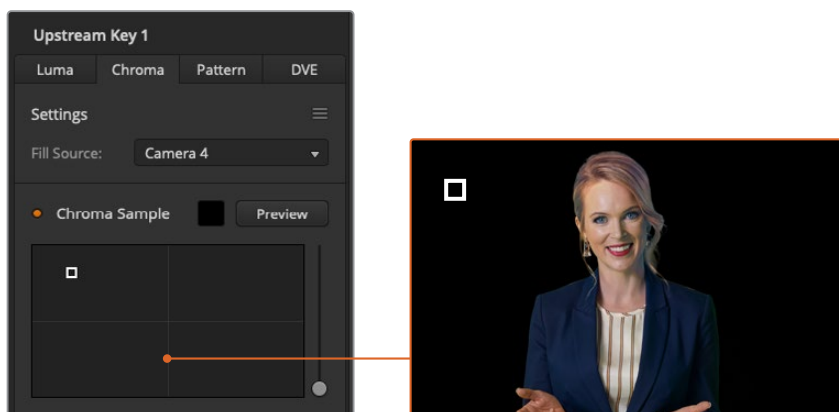 Upstream Key 1
Luma Chroma Pattern DVE
Settings
Fill Source: Camera 4
Chroma Sample Preview